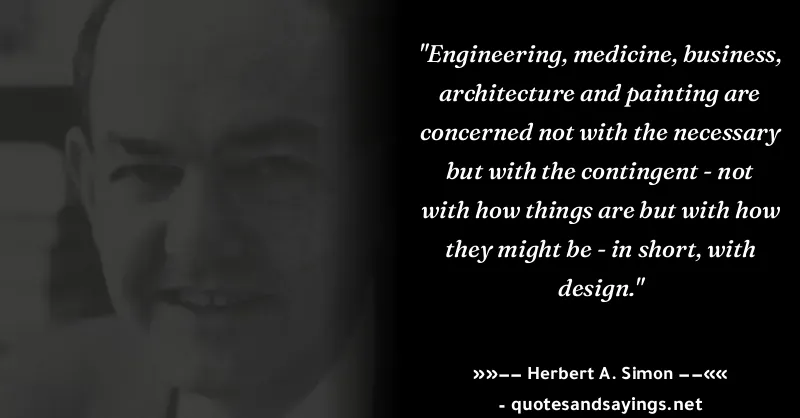 "Engineering, medicine, business,
architecture and painting are
concerned not with the necessary
but with the contingent - not
with how things are but with how
they might be - in short, with
design."
»»−− Herbert A. Simon −−««
- quotesandsayings.net